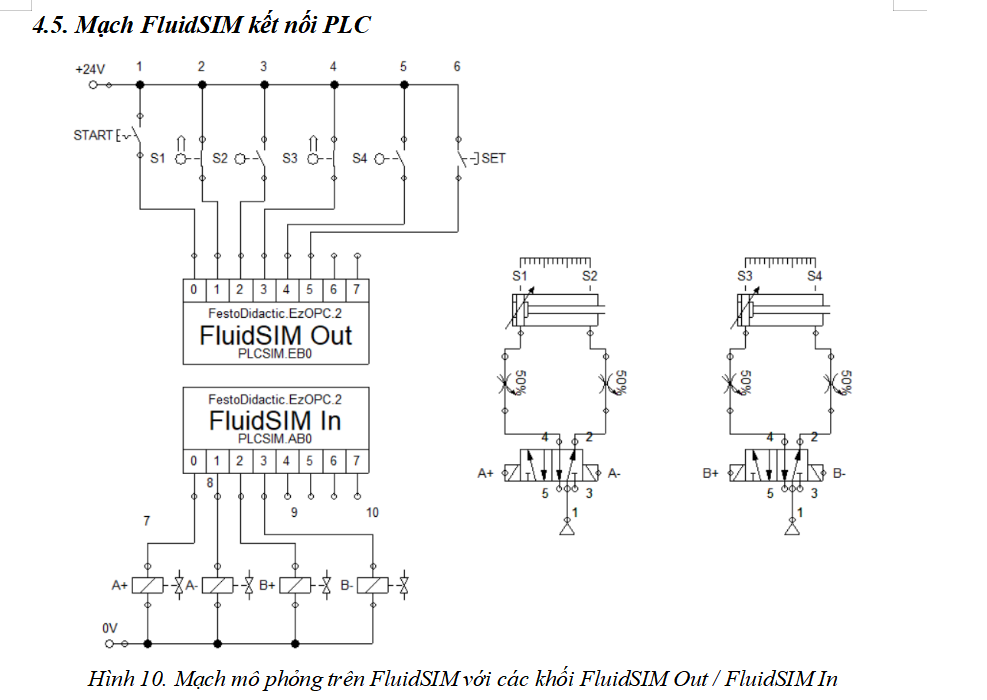 4.5. Mạch FluidSIM kết nối PLC
+24V 1 2 3 4 5 6
START S1 S2 S3 S4 SET
0 1 2 3 4 5 6 7
FestoDidactic.EzOPC.2
FluidSIM Out
PLCSIM.EB0
FestoDidactic.EzOPC.2
FluidSIM In
PLCSIM.AB0
0 1 2 3 4 5 6 7
8
7 9 10
A+ A- B+ B-
0V
S1 S2
50% 50%
4 2
A+ A-
5 3
1
S3 S4
50% 50%
4 2
B+ B-
5 3
1
Hình 10. Mạch mô phỏng trên FluidSIM với các khối FluidSIM Out / FluidSIM In